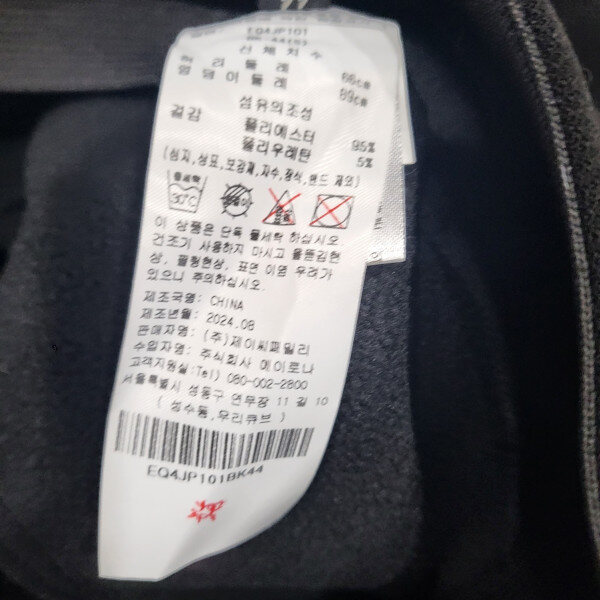 EQ4JP101
신체치수
허리둘레 66cm
엉덩이둘레 89cm
섬유의조성
겉감
폴리에스터 95%
폴리우레탄 5%
(심지,상표,보강재,자수,장식,밴드 제외)
물세탁
30℃
드라이
이 상품은 단독 물세탁 하십시오.
건조기 사용하지 마시고 올뜯김현
상, 필링현상, 표면 이염 우려가
있으니 주의하십시오.
제조국명: CHINA
제조년월: 2024.08
판매자명: (주)제이씨패밀리
수입자명: 주식회사 에이로나
고객지원실:Tel) 080-002-2800
서울특별시 성동구 연무장 11 길 10
( 성수동,우리큐브 )
EQ4JP101BK44